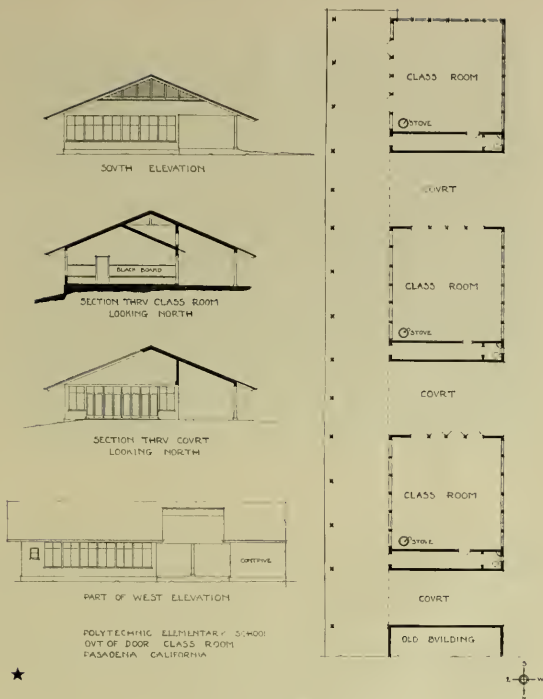 SOVTH ELEVATION
BLACK BOARD
SECTION THRV CLASS ROOM
LOOKING NORTH
SECTION THRV COVRT
LOOKING NORTH
CONTINVE
PART OF WEST ELEVATION
POLYTECHNIC ELEMENTARY SCHOOL
OVT OF DOOR CLASS ROOM
PASADENA CALIFORNIA
CLASS ROOM
STOVE
COVRT
CLASS ROOM
STOVE
COVRT
CLASS ROOM
STOVE
COVRT
OLD BUILDING
S
E W